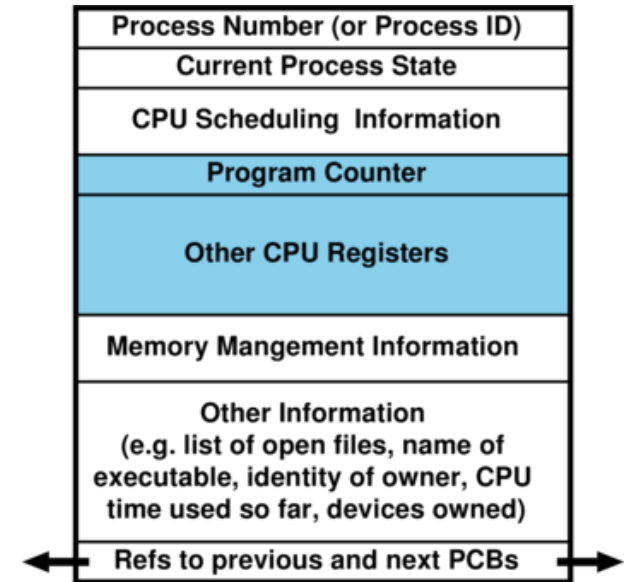 Process Number (or Process ID)
Current Process State
CPU Scheduling Information
Program Counter
Other CPU Registers
Memory Mangement Information
Other Information
(e.g. list of open files, name of
executable, identity of owner, CPU
time used so far, devices owned)
Refs to previous and next PCBs